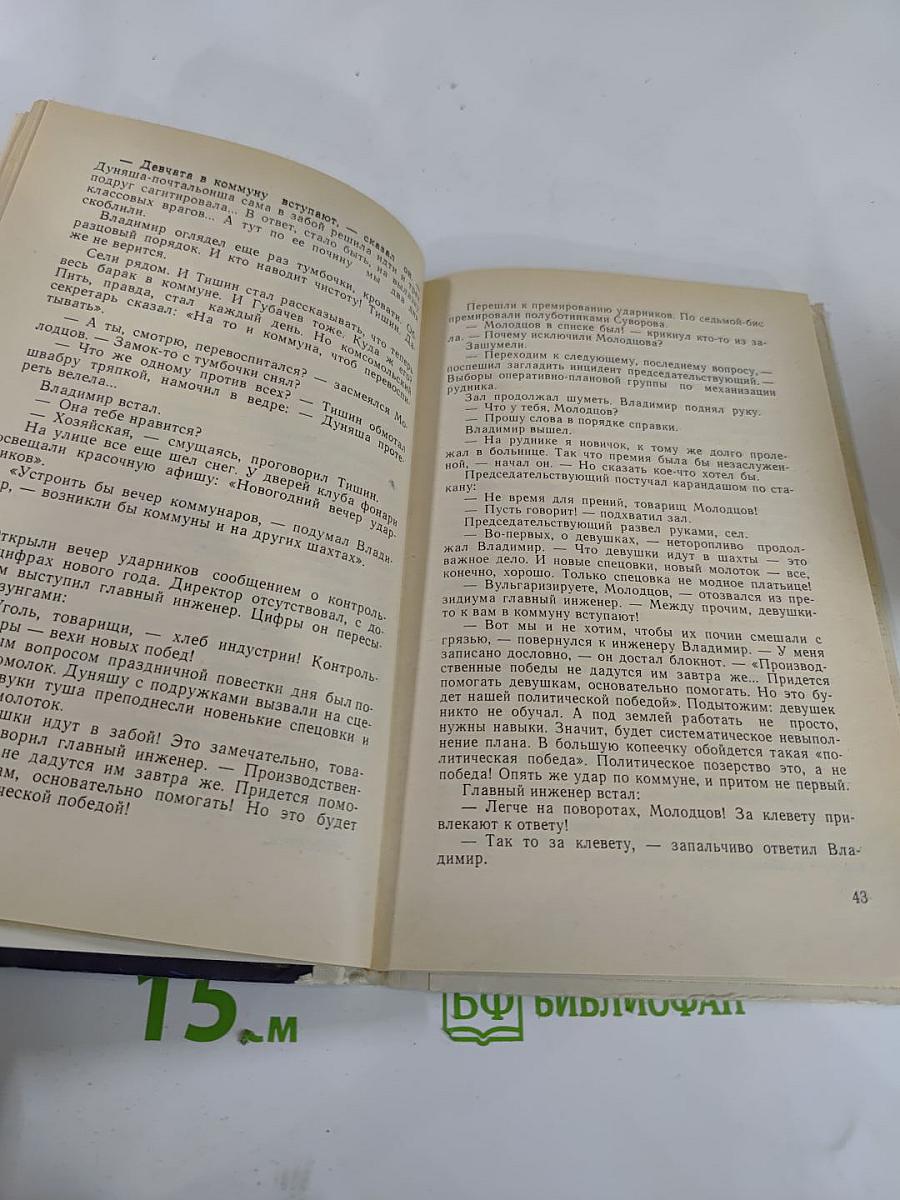 — Девчата в коммуну вступают, — сказал он.
Дуняша-почтальонша сама в забой решила идти и
подруг сагитировала... В ответ, стало быть, на вылазки
классовых врагов... А тут по ее почину мы два дня
скоблили.
Владимир оглядел еще раз тумбочки, кровати.
разцовый порядок. И кто наводит чистоту! Тишин.
же не верится.
Сели рядом. И Тишин стал рассказывать, что теперь
весь барак в коммуне. И Губачев тоже. Куда ж его?
Пить, правда, стал каждый день. Но комсомольский
секретарь сказал: «На то и коммуна, чтоб перевоспи-
тывать».
— А ты, смотрю, перевоспитался? — засмеялся Мо-
лодцов. — Замок-то с тумбочки снял?
— Что же одному против всех? — Тишин обмотал
швабру тряпкой, намочил в ведре: — Дуняша проте-
реть велела...
Владимир встал.
— Она тебе нравится?
— Хозяйская, — смущаясь, проговорил Тишин.
На улице все еще шел снег. У дверей клуба фонари
освещали красочную афишу: «Новогодний вечер удар-
ников».
«Устроить бы вечер коммунаров, — подумал Влади-
р, — возникли бы коммуны и на других шахтах».
открыли вечер ударников сообщением о контроль-
цифрах нового года. Директор отсутствовал, с до-
м выступил главный инженер. Цифры он пересы-
зунгами:
Уголь, товарищи, — хлеб индустрии! Контроль-
ры — вехи новых побед!
ым вопросом праздничной повестки дня был по-
омолок. Дуняшу с подружками вызвали на сце-
вуки туша преподнесли новенькие спецовки и
молоток.
шки идут в забой! Это замечательно, това-
ворил главный инженер. — Производствен-
не дадутся им завтра же. Придется помо-
ам, основательно помогать! Но это будет
ческой победой!
Перешли к премированию ударников. По седьмой-бис
премировали полуботинками Суворова.
— Молодцов в списке был! — крикнул кто-то из за-
ла. — Почему исключили Молодцова?
Зашумели.
— Переходим к следующему, последнему вопросу, —
поспешил загладить инцидент председательствующий. —
Выборы оперативно-плановой группы по механизации
рудника.
Зал продолжал шуметь. Владимир поднял руку.
— Что у тебя, Молодцов?
— Прошу слова в порядке справки.
Владимир вышел.
— На руднике я новичок, к тому же долго проле-
жал в больнице. Так что премия была бы незаслужен-
ной, — начал он. — Но сказать кое-что хотел бы.
Председательствующий постучал карандашом по ста-
кану:
— Не время для прений, товарищ Молодцов!
— Пусть говорит! — подхватил зал.
Председательствующий развел руками, сел.
— Во-первых, о девушках, — неторопливо продол-
жал Владимир. — Что девушки идут в шахты — это
важное дело. И новые спецовки, новый молоток — все,
конечно, хорошо. Только спецовка не модное платьице!
— Вульгаризируете, Молодцов, — отозвался из пре-
зидиума главный инженер. — Между прочим, девушки-
то к вам в коммуну вступают!
— Вот мы и не хотим, чтобы их почин смешали с
грязью, — повернулся к инженеру Владимир. — У меня
записано дословно, — он достал блокнот. — «Производ-
ственные победы не дадутся им завтра же... Придется
помогать девушкам, основательно помогать. Но это бу-
дет нашей политической победой». Подытожим: девушек
никто не обучал. А под землей работать не просто,
нужны навыки. Значит, будет систематическое невыпол-
нение плана. В большую копеечку обойдется такая «по-
литическая победа». Политическое позерство это, а не
победа! Опять же удар по коммуне, и притом не первый.
Главный инженер встал:
— Легче на поворотах, Молодцов! За клевету при-
влекают к ответу!
— Так то за клевету, — запальчиво ответил Вла-
димир.
43
15 см
БФ БИБЛИОФАН